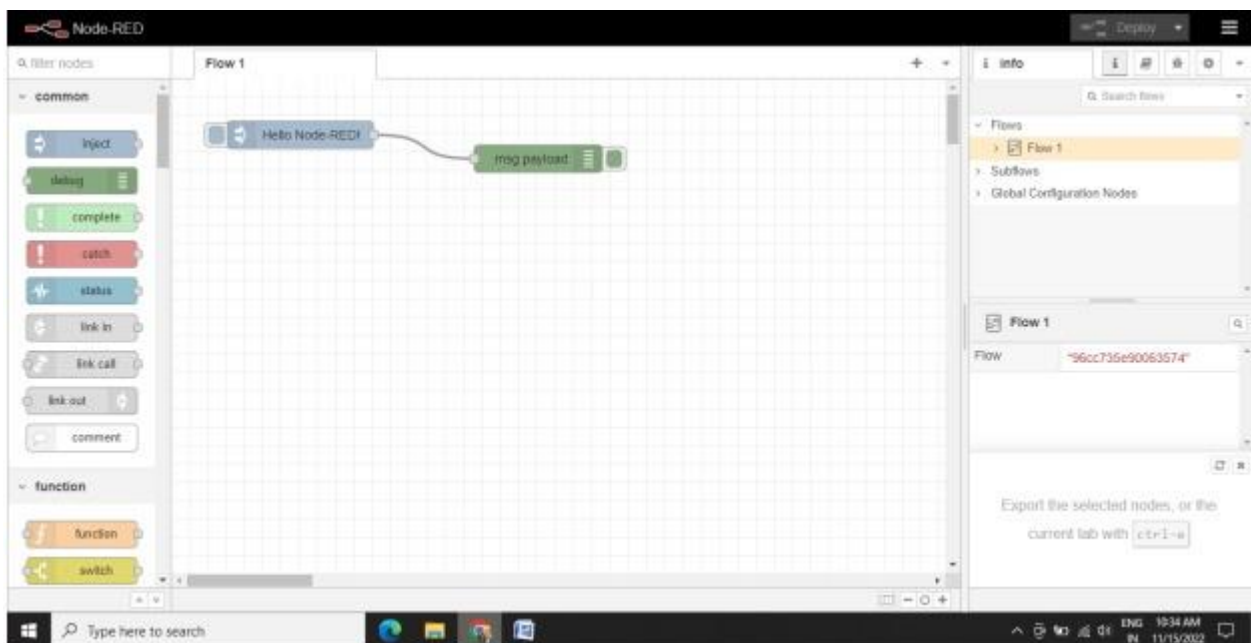 Node-RED
Deploy
filter nodes
Flow 1
info
Search flows
common
inject
debug
complete
catch
status
link in
link call
link out
comment
function
function
switch
Hello Node-RED!
msg.payload
Flows
Flow 1
Subflows
Global Configuration Nodes
Flow 1
Flow "96cc735e90063574"
Export the selected nodes, or the
current tab with ctrl-e
Type here to search
ENG 10:34 AM
IN 11/15/2022